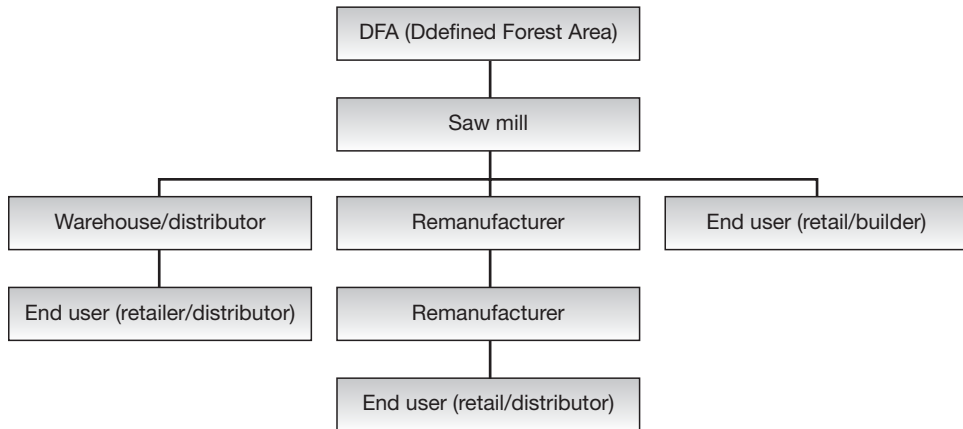 DFA (Ddefined Forest Area)
Saw mill
Warehouse/distributor
Remanufacturer
End user (retail/builder)
End user (retailer/distributor)
Remanufacturer
End user (retail/distributor)